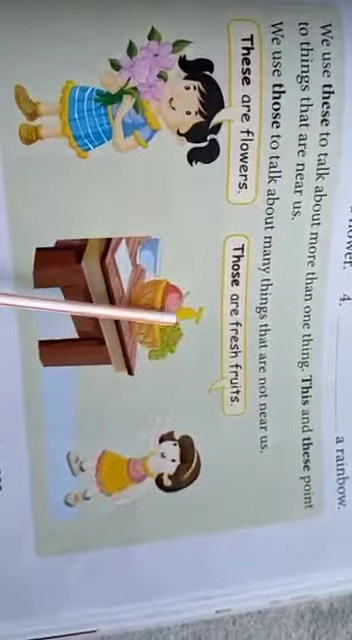 4. a rainbow.
We use these to talk about more than one thing. This and these point
to things that are near us.
We use those to talk about many things that are not near us.
These are flowers.
Those are fresh fruits.